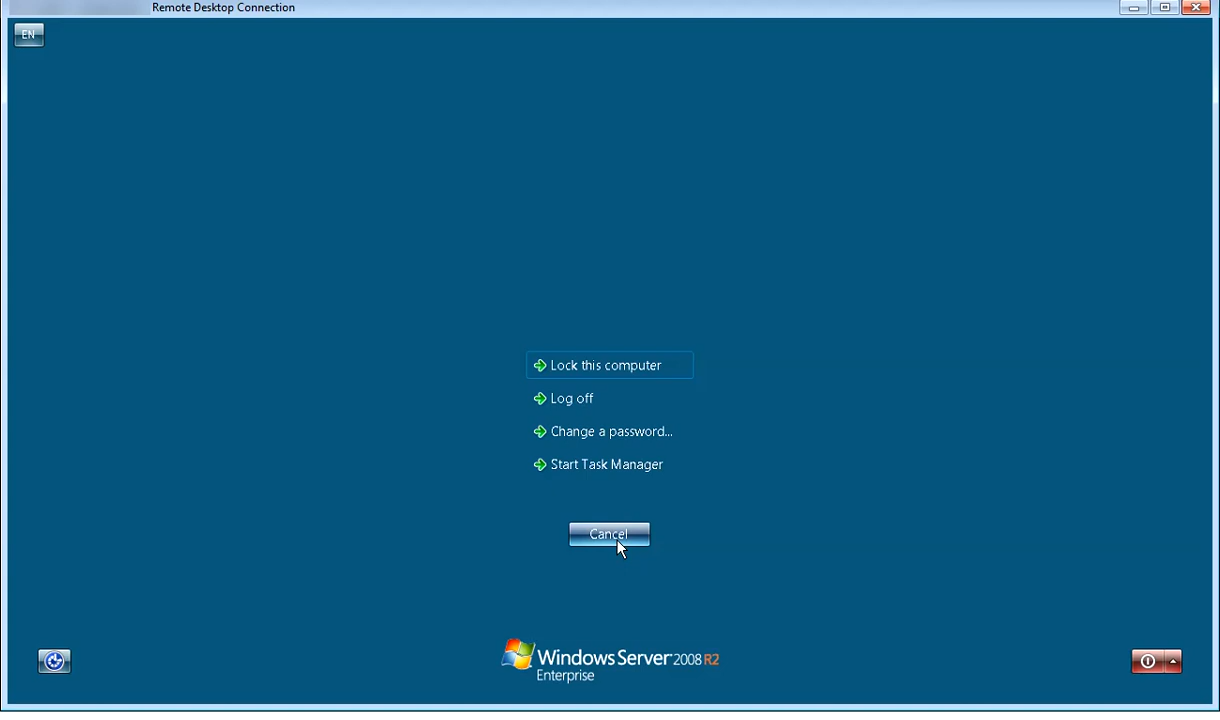 Remote Desktop Connection
EN
Lock this computer
Log off
Change a password...
Start Task Manager
Cancel
Windows Server 2008 R2
Enterprise